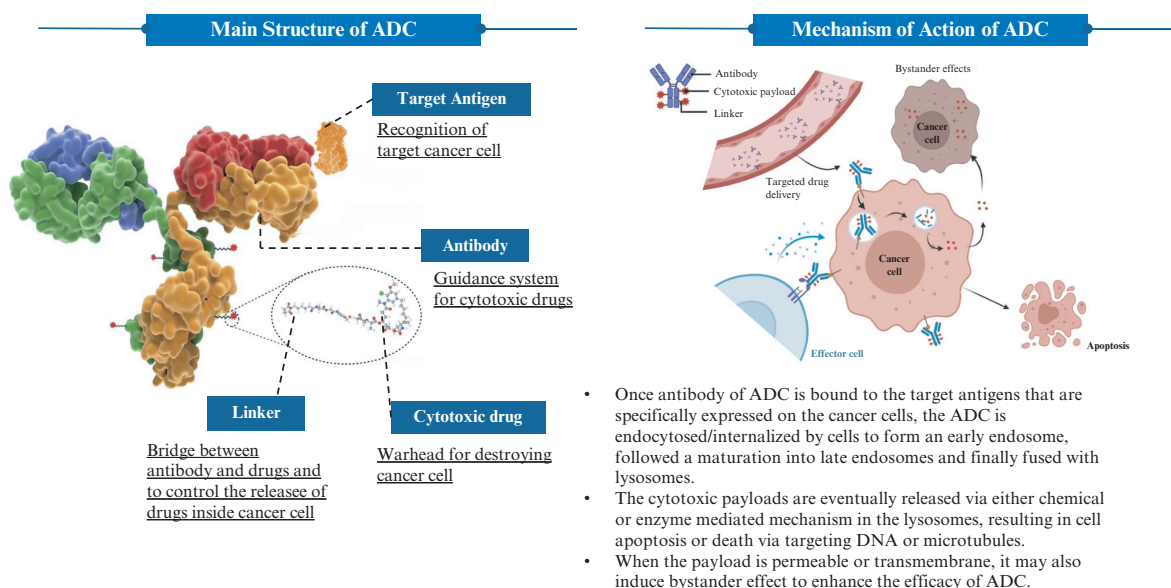 Main Structure of ADC
Target Antigen
Recognition of
target cancer cell
Antibody
Guidance system
for cytotoxic drugs
Linker
Bridge between
antibody and drugs and
to control the releasee of
drugs inside cancer cell
Cytotoxic drug
Warhead for destroying
cancer cell
Mechanism of Action of ADC
Antibody
Cytotoxic payload
Linker
Bystander effects
Cancer
cell
Targeted drug
delivery
Cancer
cell
Effector cell
Apoptosis
• Once antibody of ADC is bound to the target antigens that are
specifically expressed on the cancer cells, the ADC is
endocytosed/internalized by cells to form an early endosome,
followed a maturation into late endosomes and finally fused with
lysosomes.
• The cytotoxic payloads are eventually released via either chemical
or enzyme mediated mechanism in the lysosomes, resulting in cell
apoptosis or death via targeting DNA or microtubules.
• When the payload is permeable or transmembrane, it may also
induce bystander effect to enhance the efficacy of ADC.